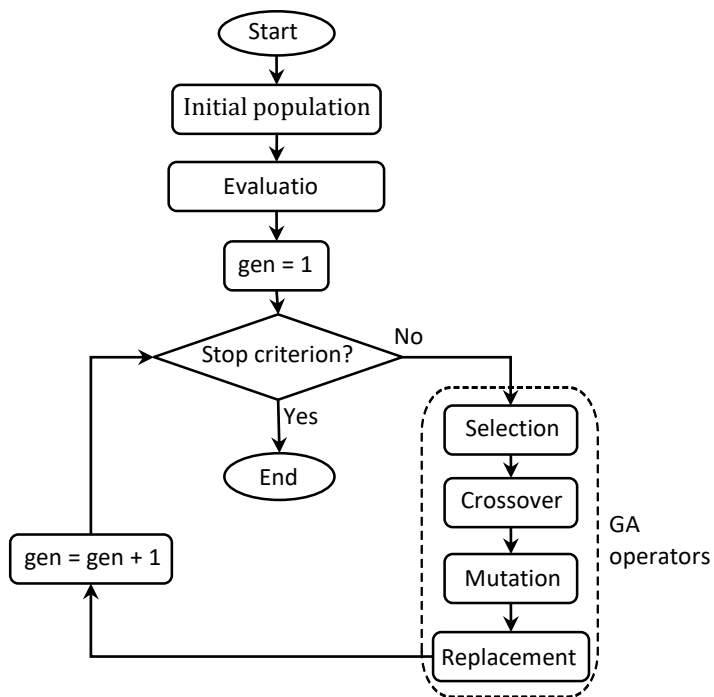 Start
Initial population
Evaluatio
gen = 1
Stop criterion?
No
Yes
End
Selection
Crossover
Mutation
Replacement
GA
operators
gen = gen + 1